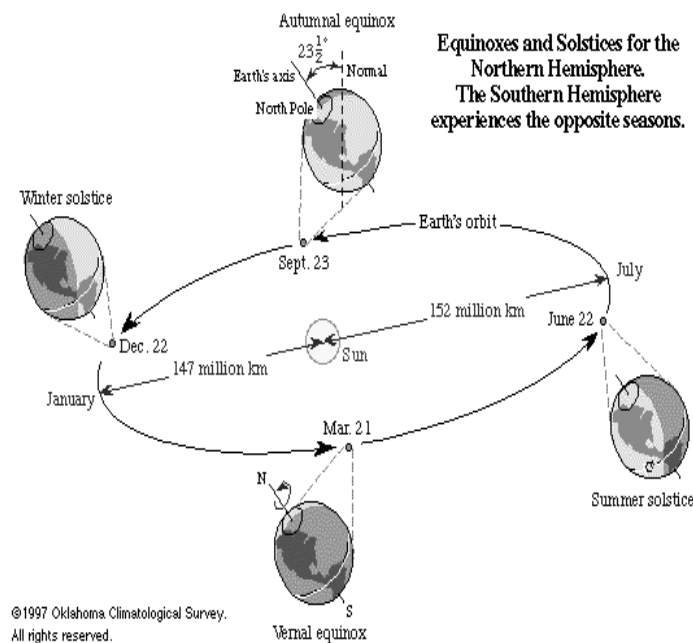 Autumnal equinox
23 1/2°
Normal
Earth's axis
North Pole
Equinoxes and Solstices for the
Northern Hemisphere.
The Southern Hemisphere
experiences the opposite seasons.
Winter solstice
Earth's orbit
Sept. 23
July
152 million km
June 22
Dec. 22
Sun
147 million km
January
Mar. 21
N
Summer solstice
S
©1997 Oklahoma Climatological Survey.
All rights reserved.
Vernal equinox